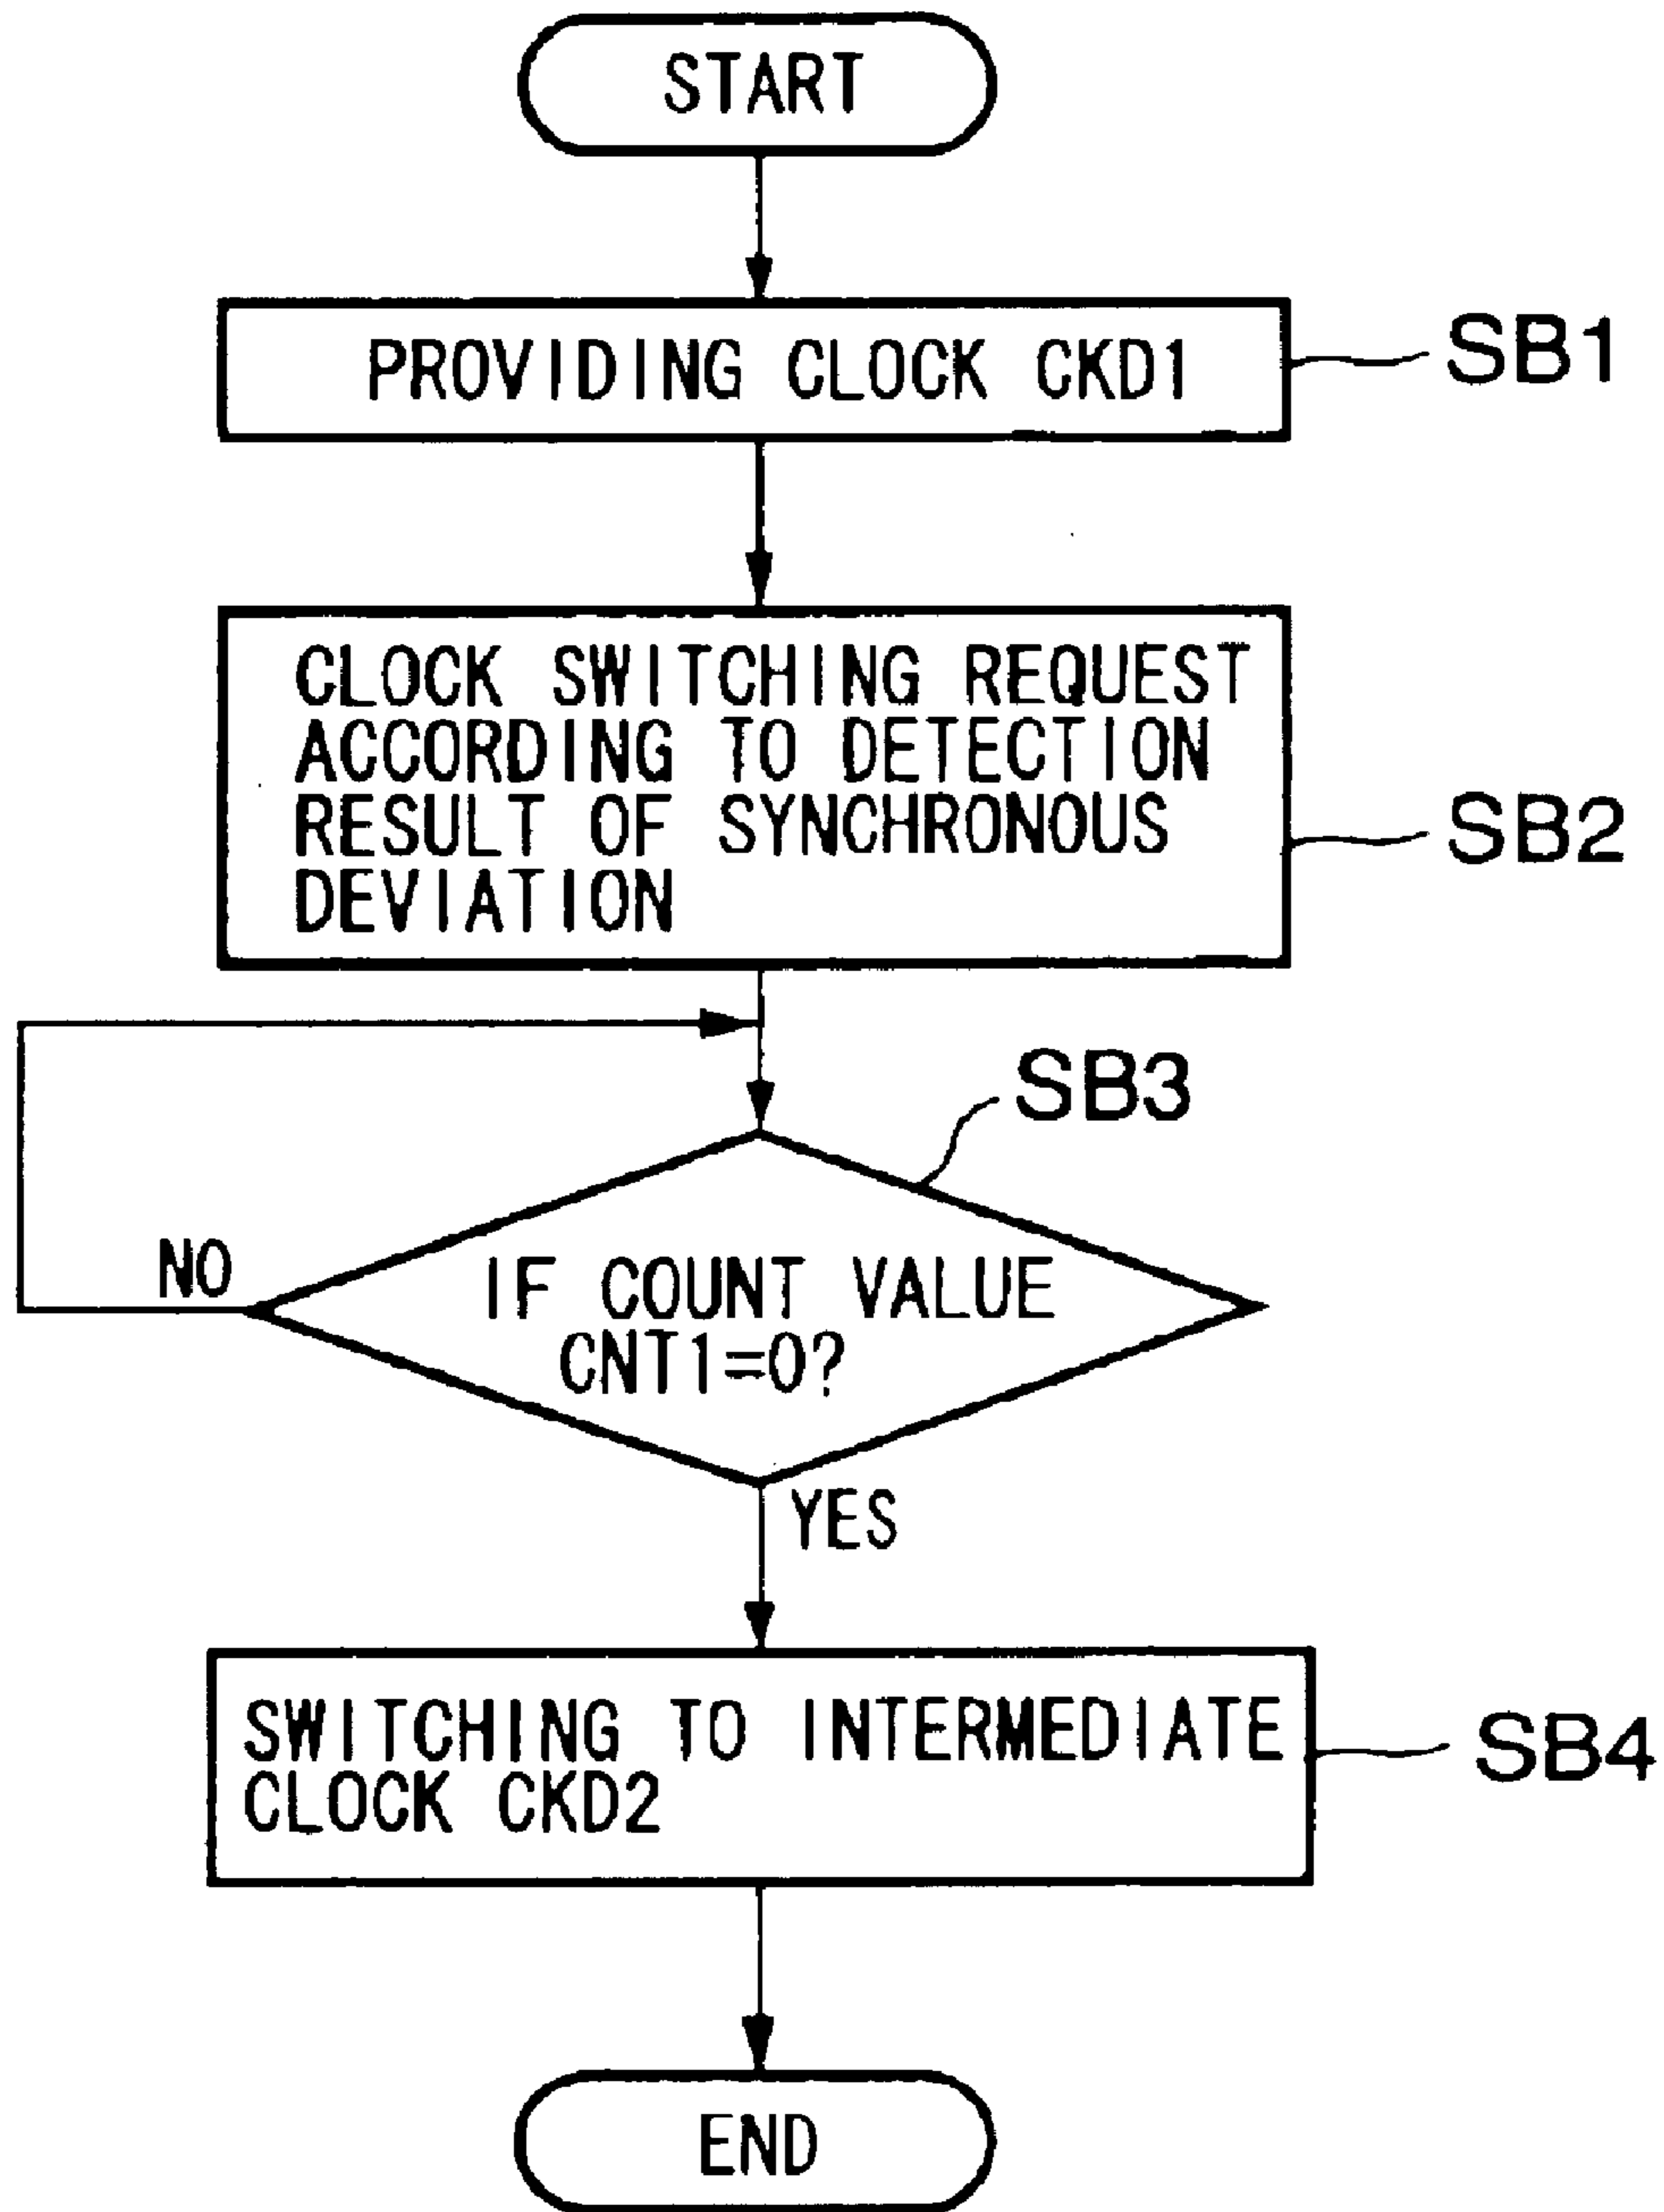 START
PROVIDING CLOCK CKD1
SB1
CLOCK SWITCHING REQUEST
ACCORDING TO DETECTION
RESULT OF SYNCHRONOUS
DEVIATION
SB2
SB3
NO
IF COUNT VALUE
CNT1=0?
YES
SWITCHING TO INTERMEDIATE
CLOCK CKD2
SB4
END